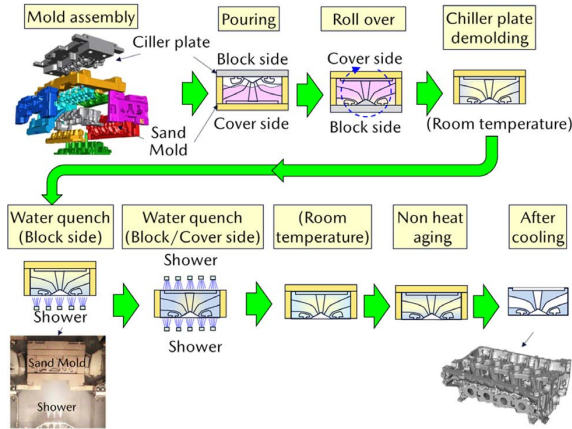 Mold assembly
Pouring
Roll over
Chiller plate
demolding
Ciller plate
Block side
Cover side
Sand
Mold
Cover side
Block side
(Room temperature)
Water quench
(Block side)
Water quench
(Block/Cover side)
(Room
temperature)
Non heat
aging
After
cooling
Shower
Shower
Shower
Sand Mold
Shower